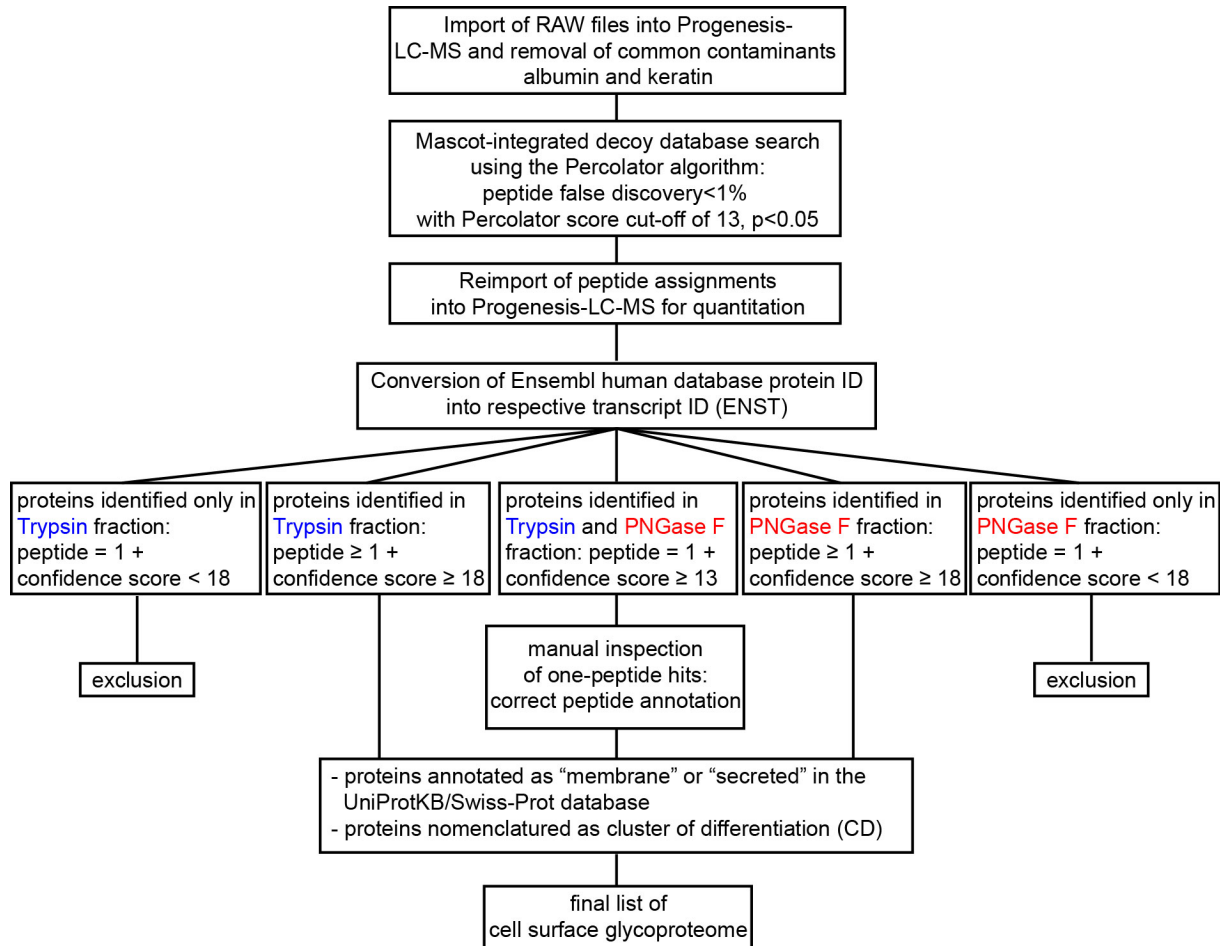 Import of RAW files into Progenesis-
LC-MS and removal of common contaminants
albumin and keratin
Mascot-integrated decoy database search
using the Percolator algorithm:
peptide false discovery<1%
with Percolator score cut-off of 13, p<0.05
Reimport of peptide assignments
into Progenesis-LC-MS for quantitation
Conversion of Ensembl human database protein ID
into respective transcript ID (ENST)
proteins identified only in
Trypsin fraction:
peptide = 1 +
confidence score < 18
proteins identified in
Trypsin fraction:
peptide ≥ 1 +
confidence score ≥ 18
proteins identified in
Trypsin and PNGase F
fraction: peptide = 1 +
confidence score ≥ 13
proteins identified in
PNGase F fraction:
peptide ≥ 1 +
confidence score ≥ 18
proteins identified only in
PNGase F fraction:
peptide = 1 +
confidence score < 18
exclusion
manual inspection
of one-peptide hits:
correct peptide annotation
exclusion
- proteins annotated as “membrane” or “secreted” in the
UniProtKB/Swiss-Prot database
- proteins nomenclatured as cluster of differentiation (CD)
final list of
cell surface glycoproteome